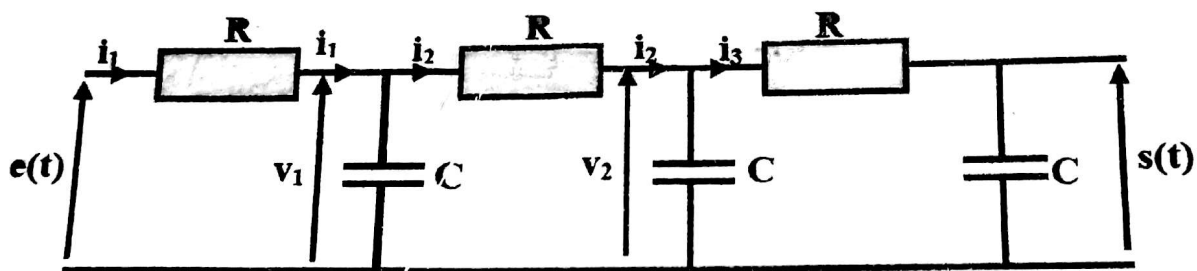 R R R
i₁ i₁ i₂ i₂ i₃
e(t) v₁ C v₂ C C s(t)